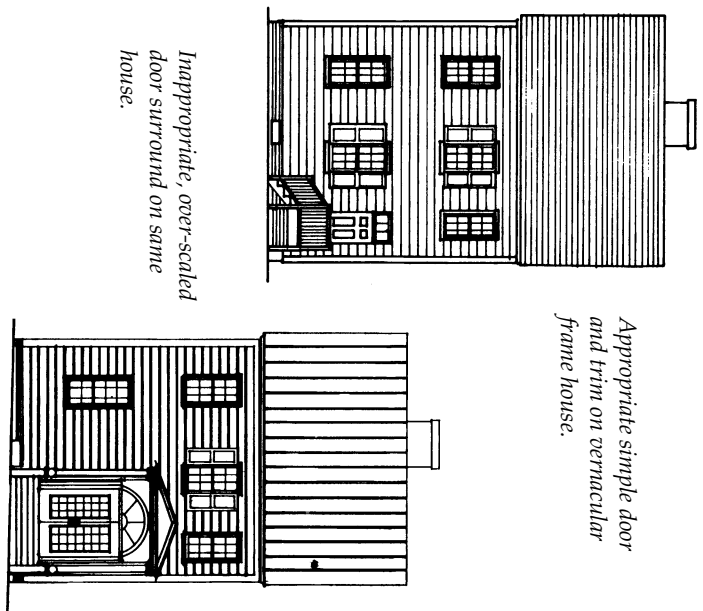 Appropriate simple door
and trim on vernacular
frame house.
Inappropriate, over-scaled
door surround on same
house.